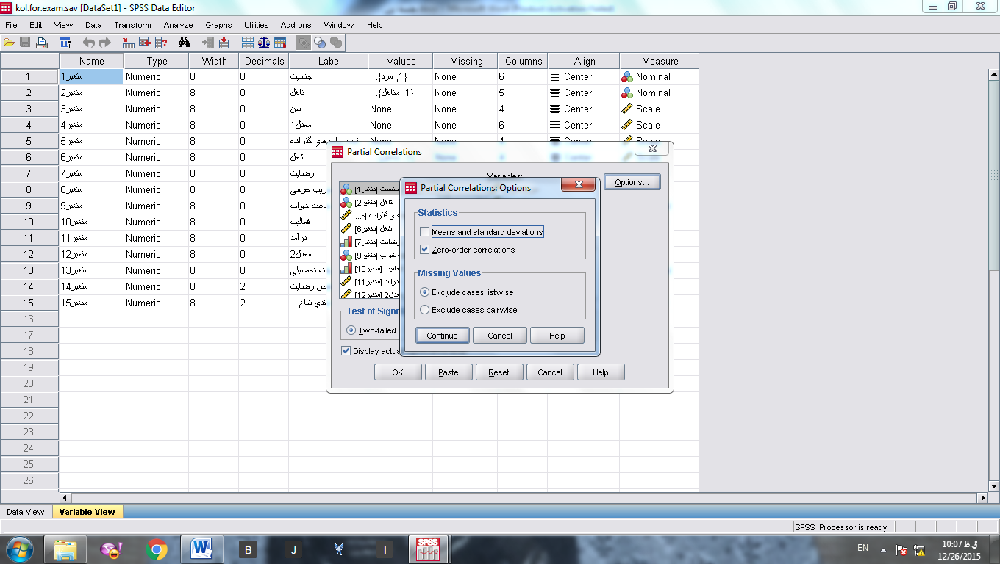 kol.for.exam.sav [DataSet1] - SPSS Data Editor
File Edit View Data Transform Analyze Graphs Utilities Add-ons Window Help
Name Type Width Decimals Label Values Missing Columns Align Measure
1 متغیر1 Numeric 8 0 جنسیت {1, مرد}... None 6 Center Nominal
2 متغیر2 Numeric 8 0 تاهل {1, متاهل}... None 5 Center Nominal
3 متغیر3 Numeric 8 0 سن None None 4 Center Scale
4 متغیر4 Numeric 8 0 معدل1 None None 6 Center Scale
5 متغیر5 Numeric 8 0 هاي گذرانده None None 4 Center Scale
6 متغیر6 Numeric 8 0 شغل
7 متغیر7 Numeric 8 0 رضایت
8 متغیر8 Numeric 8 0 ریب هوشي
9 متغیر9 Numeric 8 0 اعت خواب
10 متغیر10 Numeric 8 0 فعالیت
11 متغیر11 Numeric 8 0 درآمد
12 متغیر12 Numeric 8 0 معدل2
13 متغیر13 Numeric 8 0 ته تحصیلي
14 متغیر14 Numeric 8 2 ص رضایت
15 متغیر15 Numeric 8 2 ندي شاخ...
16
17
18
19
20
21
22
23
24
25
26
Partial Correlations
Variables:
Options...
جنسیت [متغیر1]
تاهل [متغیر2]
هاي گذرانده [م...
شغل [متغیر6]
رضایت [متغیر7]
ت خواب [متغیر9]
عالیت [متغیر10]
درآمد [متغیر11]
معدل2 [متغیر12]
Test of Signif
Two-tailed
Display actua
OK Paste Reset Cancel Help
Partial Correlations: Options
Statistics
Means and standard deviations
Zero-order correlations
Missing Values
Exclude cases listwise
Exclude cases pairwise
Continue Cancel Help
Data View Variable View
SPSS Processor is ready
B J I SPSS EN
10:07 ق.ظ
12/26/2015